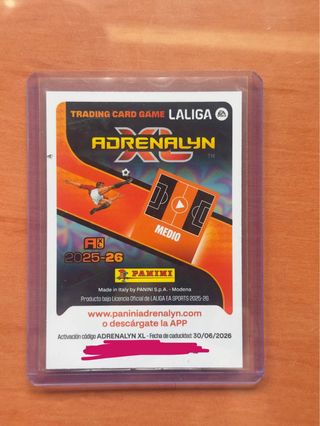 TRADING CARD GAME LALIGA
ADRENALYN
XL TM
MEDIO
2025-26
PANINI
Made in Italy by PANINI S.p.A. - Modena
Producto bajo Licencia Oficial de LALIGA EA SPORTS 2025-26
www.paniniadrenalyn.com
o descárgate la APP
Activación código ADRENALYN XL - Fecha de caducidad: 30/06/2026